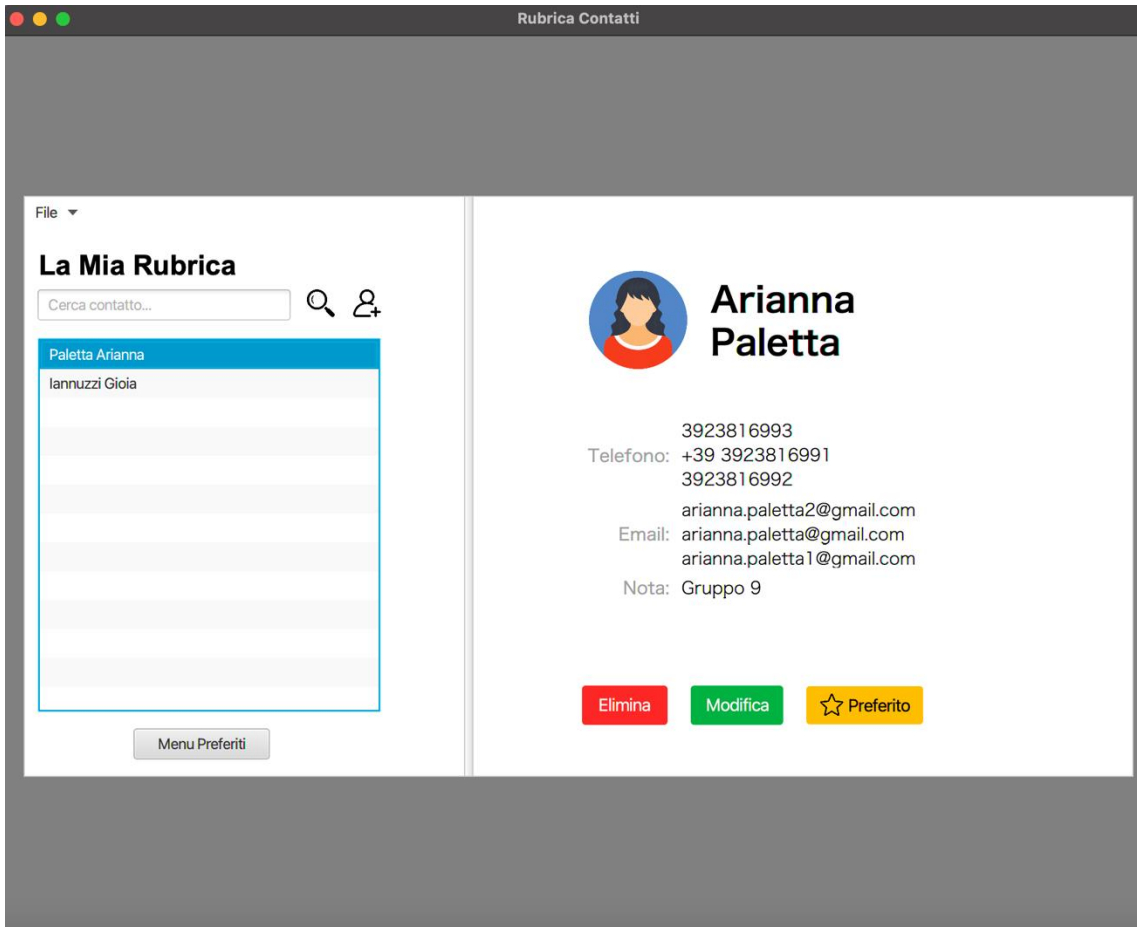 Rubrica Contatti
File
La Mia Rubrica
Cerca contatto...
Paletta Arianna
Iannuzzi Gioia
Menu Preferiti
Arianna
Paletta
Telefono:
3923816993
+39 3923816991
3923816992
Email:
arianna.paletta2@gmail.com
arianna.paletta@gmail.com
arianna.paletta1@gmail.com
Nota: Gruppo 9
Elimina
Modifica
Preferito